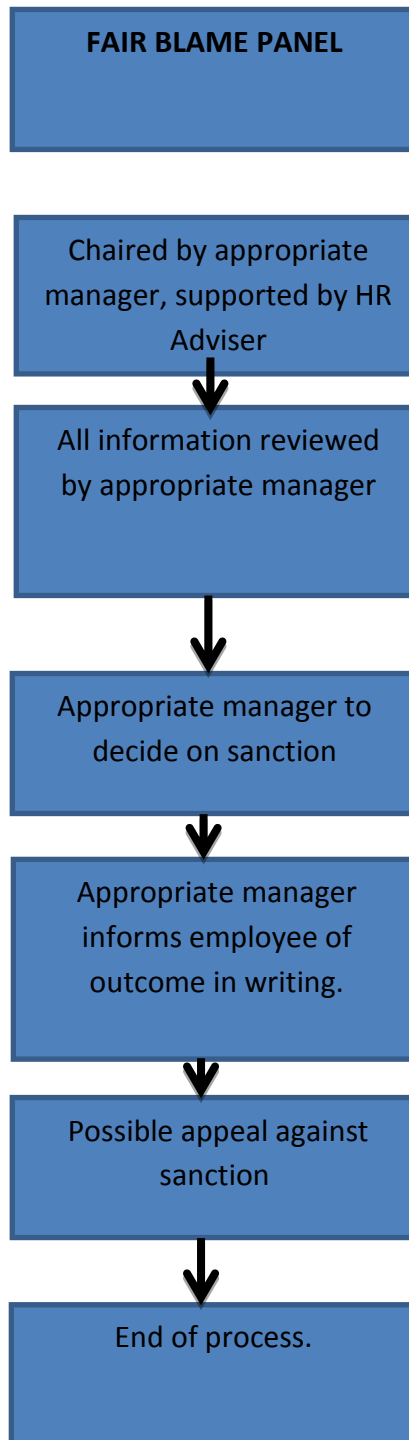 FAIR BLAME PANEL
Chaired by appropriate
manager, supported by HR
Adviser
All information reviewed
by appropriate manager
Appropriate manager to
decide on sanction
Appropriate manager
informs employee of
outcome in writing.
Possible appeal against
sanction
End of process.